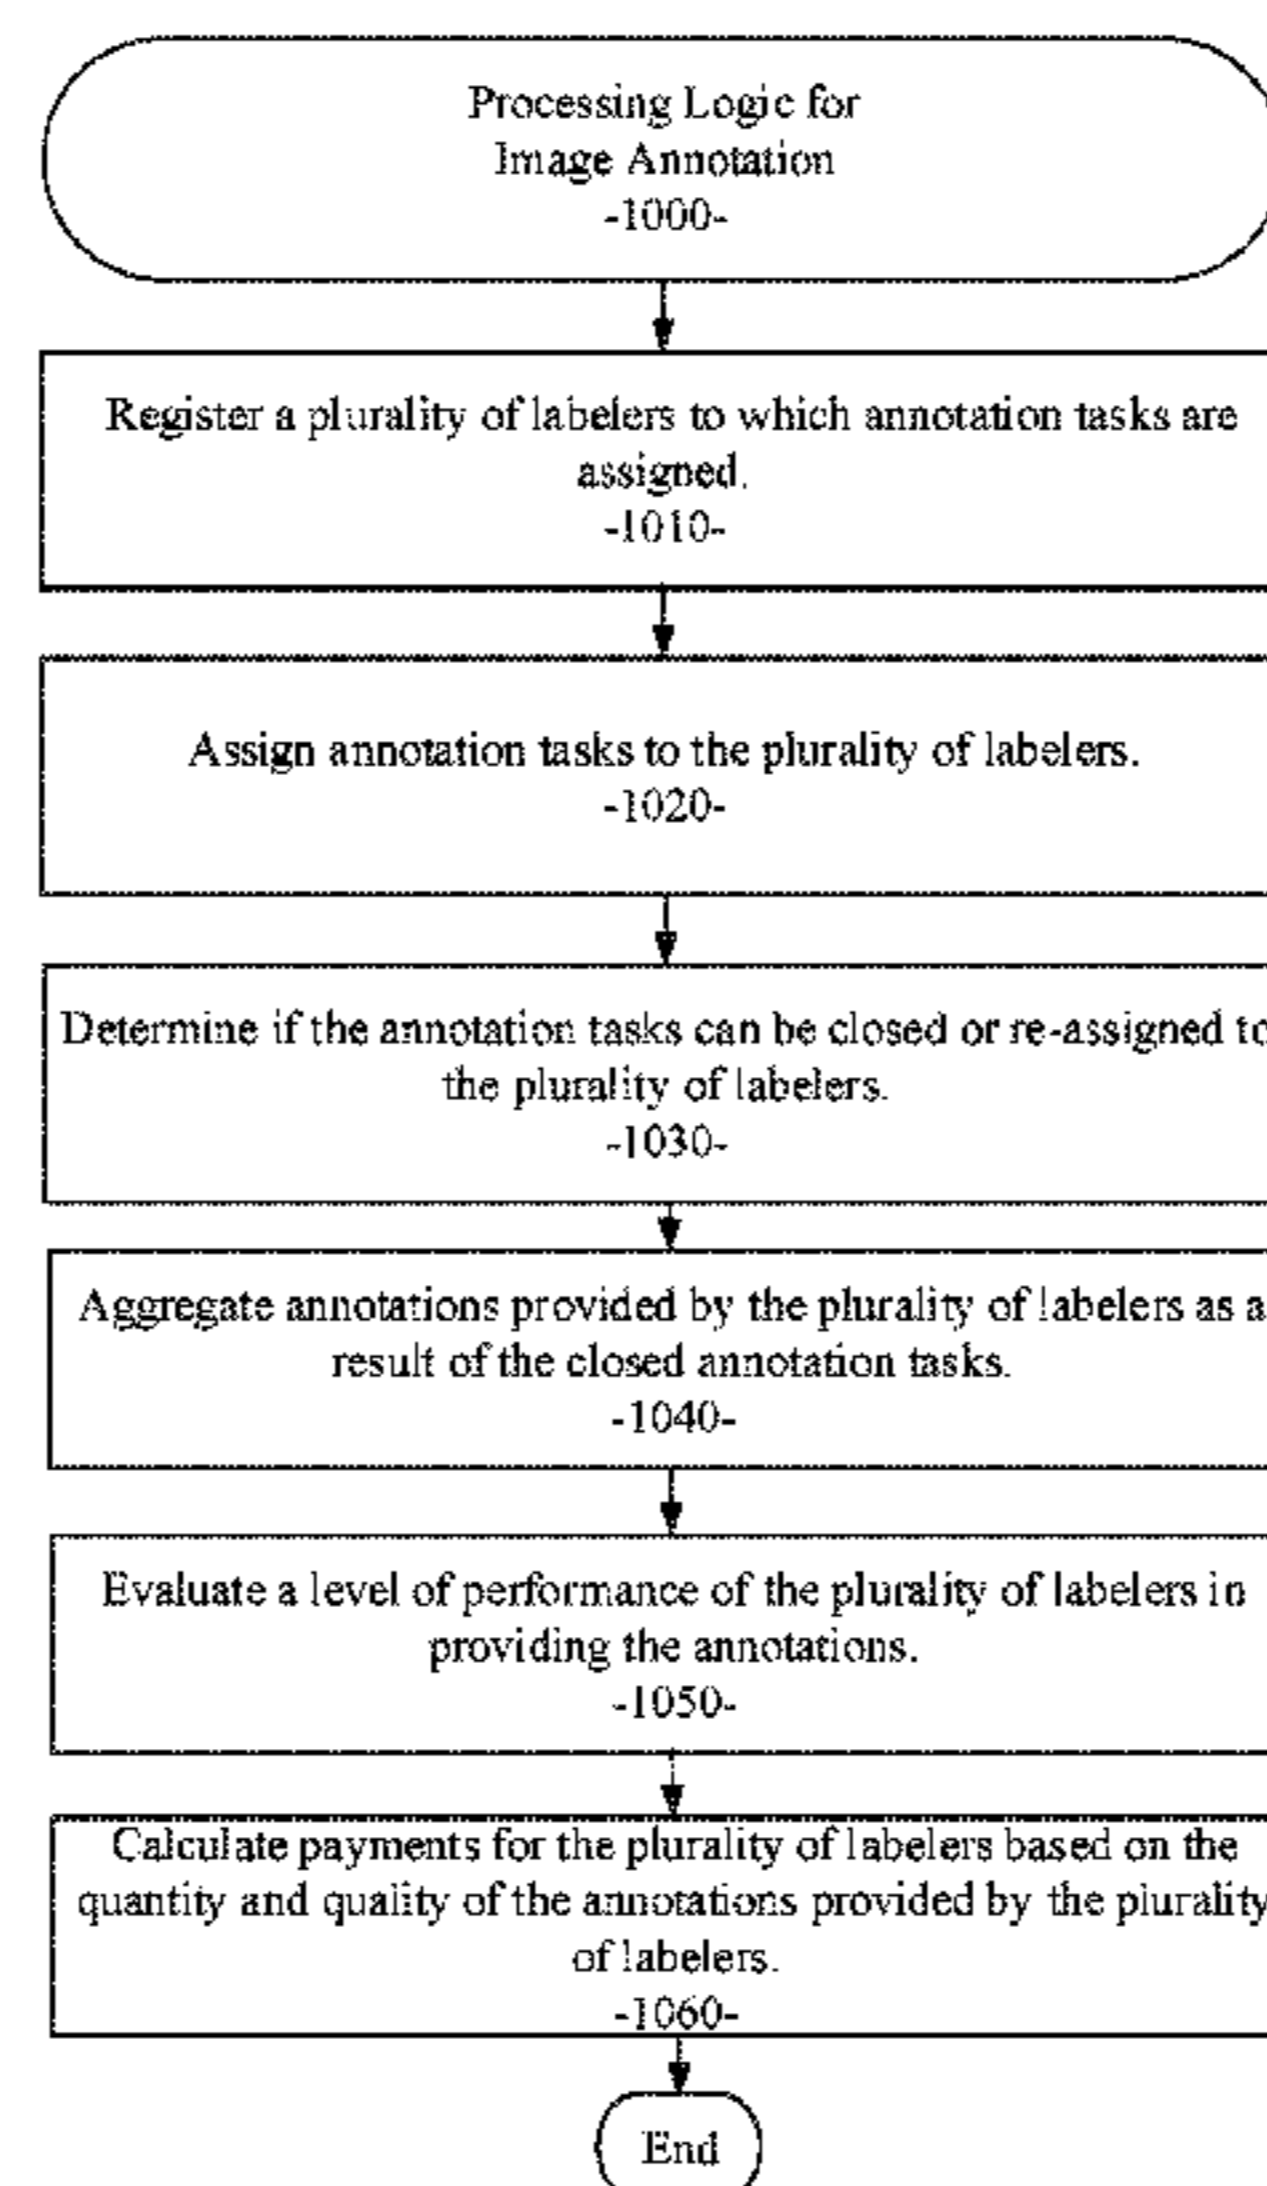 Processing Logic for
Image Annotation
-1000-
Register a plurality of labelers to which annotation tasks are
assigned.
-1010-
Assign annotation tasks to the plurality of labelers.
-1020-
Determine if the annotation tasks can be closed or re-assigned to
the plurality of labelers.
-1030-
Aggregate annotations provided by the plurality of labelers as a
result of the closed annotation tasks.
-1040-
Evaluate a level of performance of the plurality of labelers in
providing the annotations.
-1050-
Calculate payments for the plurality of labelers based on the
quantity and quality of the annotations provided by the plurality
of labelers.
-1060-
End